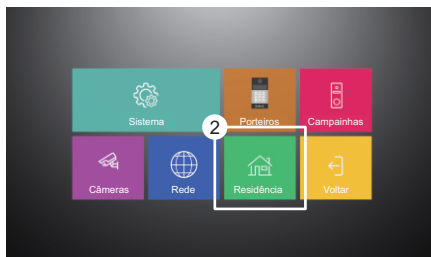 Sistema
Porteiros
Campainhas
2
Câmeras
Rede
Residência
Voltar